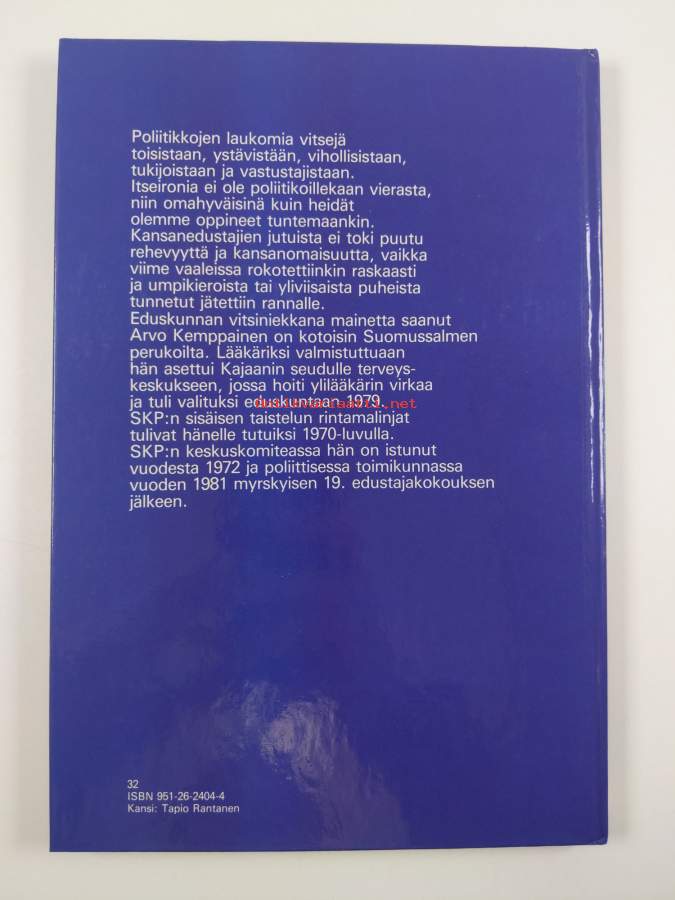 Poliitikkojen laukomia vitsejä
toisistaan, ystävistään, vihollisistaan,
tukijoistaan ja vastustajistaan.
Itseironia ei ole poliitikoillekaan vierasta,
niin omahyväisinä kuin heidät
olemme oppineet tuntemaankin.
Kansanedustajien jutuista ei toki puutu
rehevyyttä ja kansanomaisuutta, vaikka
viime vaaleissa rokotettiinkin raskaasti
ja umpikieroista tai yliviisaista puheista
tunnetut jätettiin rannalle.
Eduskunnan vitsiniekkana mainetta saanut
Arvo Kemppainen on kotoisin Suomussalmen
perukoilta. Lääkäriksi valmistuttuaan
hän asettui Kajaanin seudulle terveys-
keskukseen, jossa hoiti ylilääkärin virkaa
ja tuli valituksi eduskuntaan 1979.
antikvariaatti.net
SKP:n sisäisen taistelun rintamalinjat
tulivat hänelle tutuiksi 1970-luvulla.
SKP:n keskuskomiteassa hän on istunut
vuodesta 1972 ja poliittisessa toimikunnassa
vuoden 1981 myrskyisen 19. edustajakokouksen
jälkeen.
32
ISBN 951-26-2404-4
Kansi: Tapio Rantanen